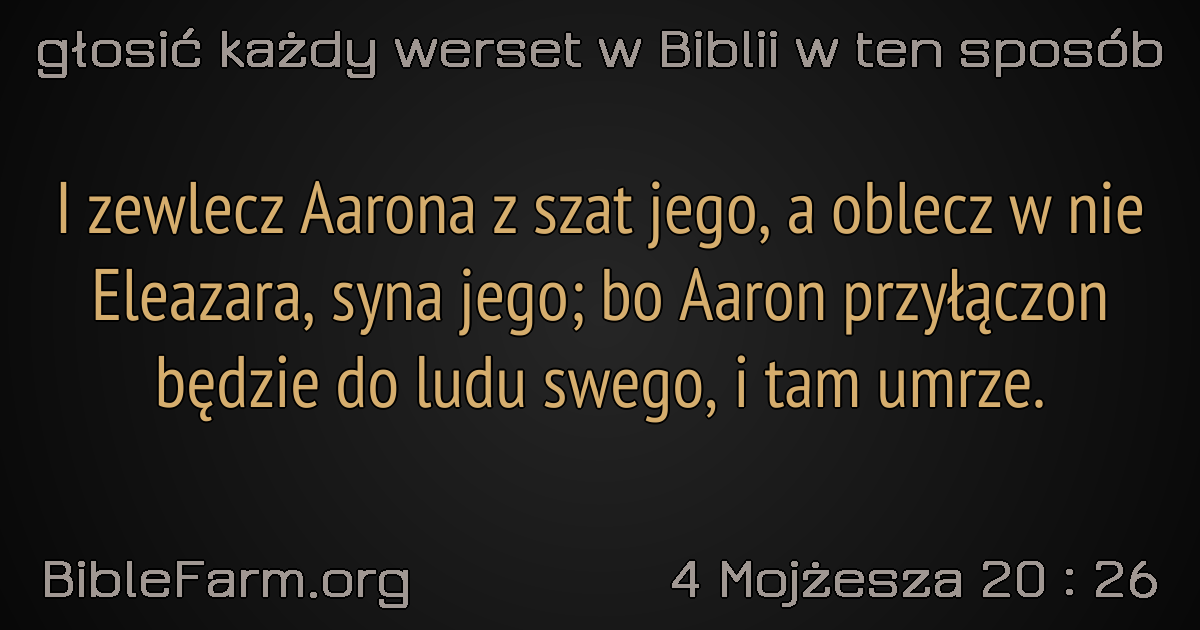 głosić każdy werset w Biblii w ten sposób
I zewlecz Aarona z szat jego, a oblecz w nie
Eleazara, syna jego; bo Aaron przyłączon
będzie do ludu swego, i tam umrze.
BibleFarm.org
4 Mojżesza 20 : 26